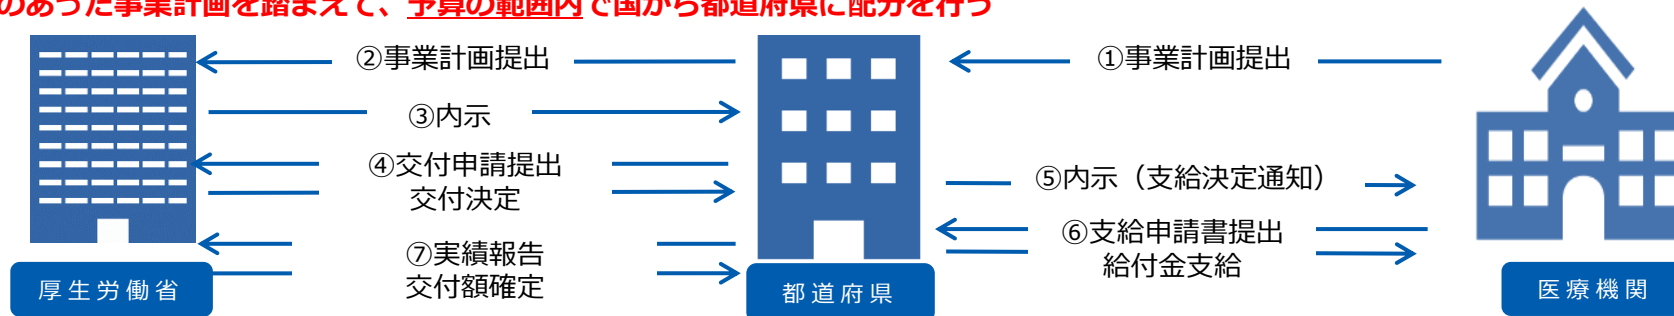 のあった事業計画を踏まえて、予算の範囲内で国から都道府県に配分を行う
②事業計画提出
①事業計画提出
③内示
④交付申請提出
交付決定
⑤内示(支給決定通知)
⑥支給申請書提出
給付金支給
⑦実績報告
交付額確定
厚生労働省
都道府県
医療機関